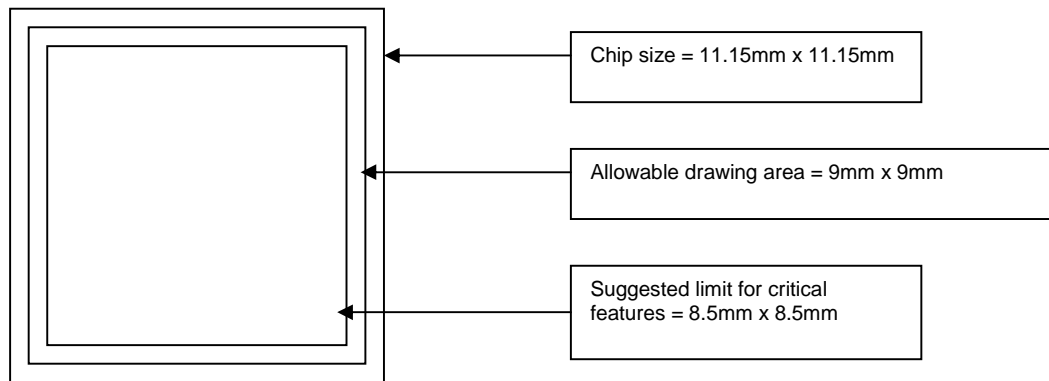 Chip size = 11.15mm x 11.15mm
Allowable drawing area = 9mm x 9mm
Suggested limit for critical
features = 8.5mm x 8.5mm